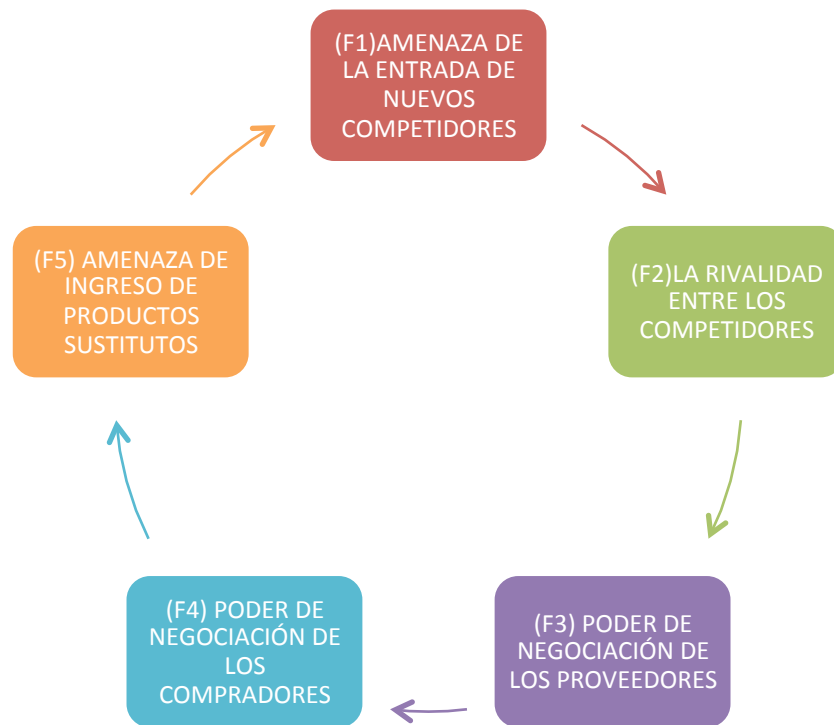 (F1)AMENAZA DE
LA ENTRADA DE
NUEVOS
COMPETIDORES
(F2)LA RIVALIDAD
ENTRE LOS
COMPETIDORES
(F3) PODER DE
NEGOCIACIÓN DE
LOS PROVEEDORES
(F4) PODER DE
NEGOCIACIÓN DE
LOS
COMPRADORES
(F5) AMENAZA DE
INGRESO DE
PRODUCTOS
SUSTITUTOS